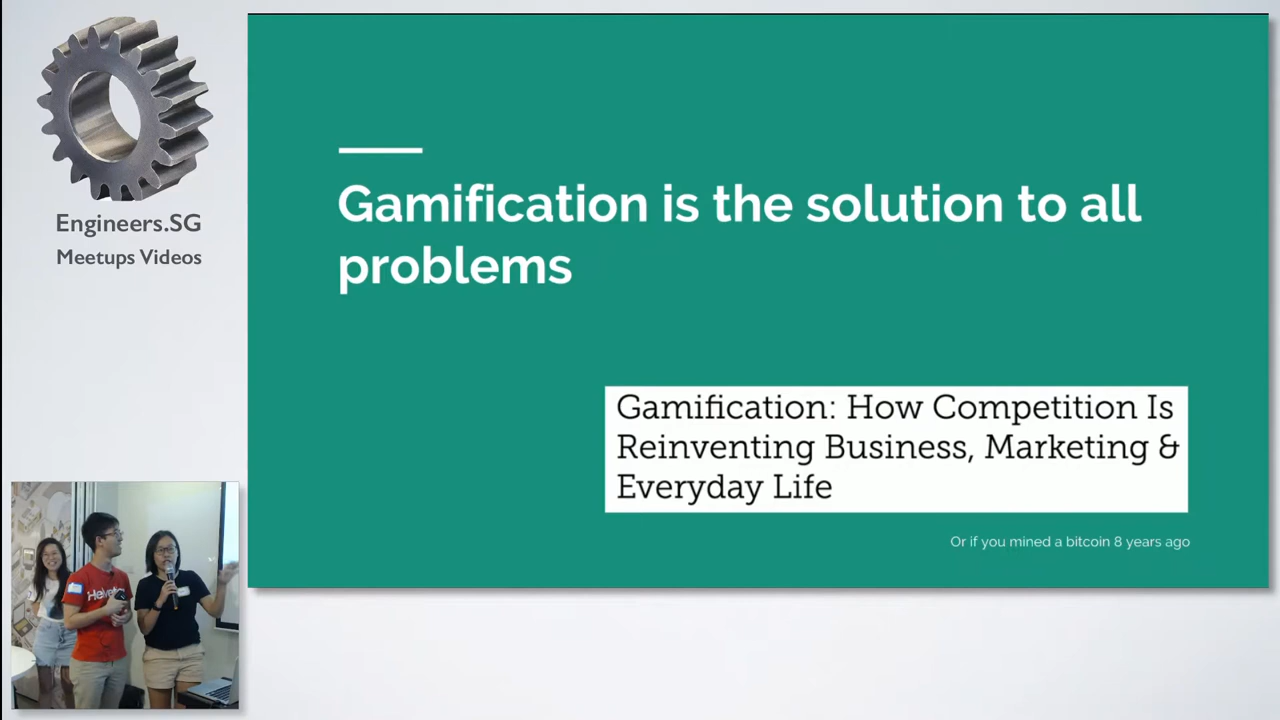 Engineers.SG
Meetups Videos
Gamification is the solution to all
problems
Gamification: How Competition Is
Reinventing Business, Marketing &
Everyday Life
Or if you mined a bitcoin 8 years ago